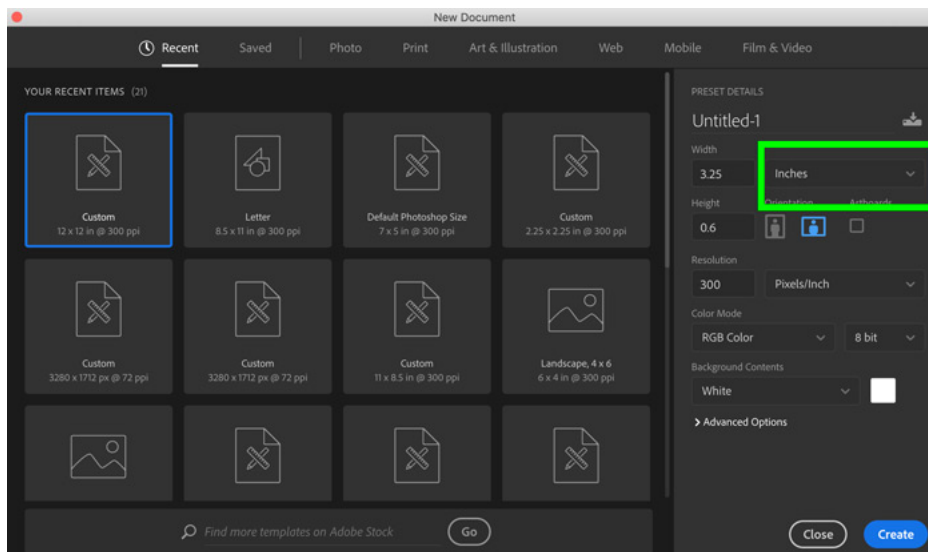 New Document
Recent Saved Photo Print Art & Illustration Web Mobile Film & Video
YOUR RECENT ITEMS (21)
Custom
12 x 12 in @ 300 ppi
Letter
8.5 x 11 in @ 300 ppi
Default Photoshop Size
7 x 5 in @ 300 ppi
Custom
2.25 x 2.25 in @ 300 ppi
Custom
3280 x 1712 px @ 72 ppi
Custom
3280 x 1712 px @ 72 ppi
Custom
11 x 8.5 in @ 300 ppi
Landscape, 4 x 6
6 x 4 in @ 300 ppi
Find more templates on Adobe Stock Go
PRESET DETAILS
Untitled-1
Width
3.25 Inches
Height Orientation Artboards
0.6
Resolution
300 Pixels/Inch
Color Mode
RGB Color 8 bit
Background Contents
White
Advanced Options
Close Create